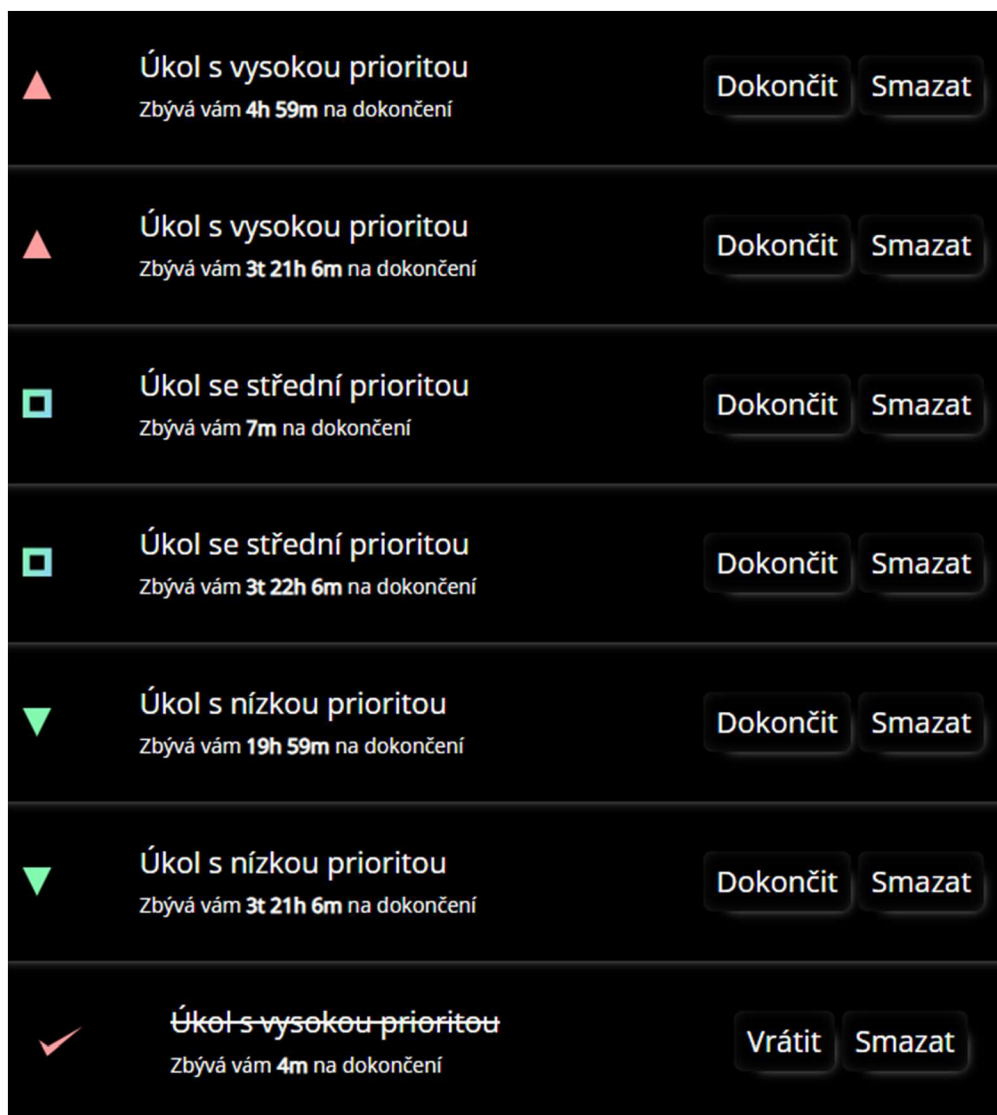 Úkol s vysokou prioritou
Zbývá vám 4h 59m na dokončení
Dokončit Smazat
Úkol s vysokou prioritou
Zbývá vám 3t 21h 6m na dokončení
Dokončit Smazat
Úkol se střední prioritou
Zbývá vám 7m na dokončení
Dokončit Smazat
Úkol se střední prioritou
Zbývá vám 3t 22h 6m na dokončení
Dokončit Smazat
Úkol s nízkou prioritou
Zbývá vám 19h 59m na dokončení
Dokončit Smazat
Úkol s nízkou prioritou
Zbývá vám 3t 21h 6m na dokončení
Dokončit Smazat
Úkol s vysokou prioritou
Zbývá vám 4m na dokončení
Vrátit Smazat